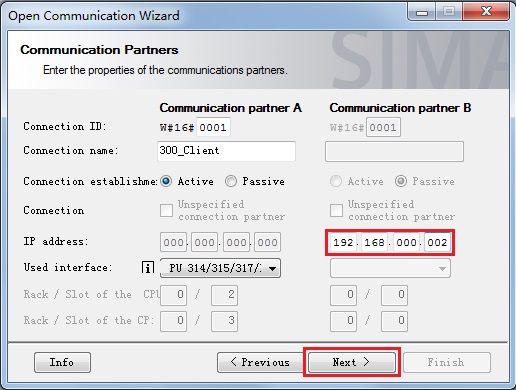 Open Communication Wizard
Communication Partners
Enter the properties of the communications partners.
SIMA
Communication partner A Communication partner B
Connection ID: W#16# 0001 W#16# 0001
Connection name: 300_Client
Connection establishme: Active Passive Active Passive
Connection Unspecified connection partner Unspecified connection partner
IP address: 000. 000. 000. 000 192. 168. 000. 002
Used interface: i PU 314/315/317/
Rack / Slot of the CPU 0 / 2 0 / 0
Rack / Slot of the CP: 0 / 3 0 / 0
Info < Previous Next > Finish